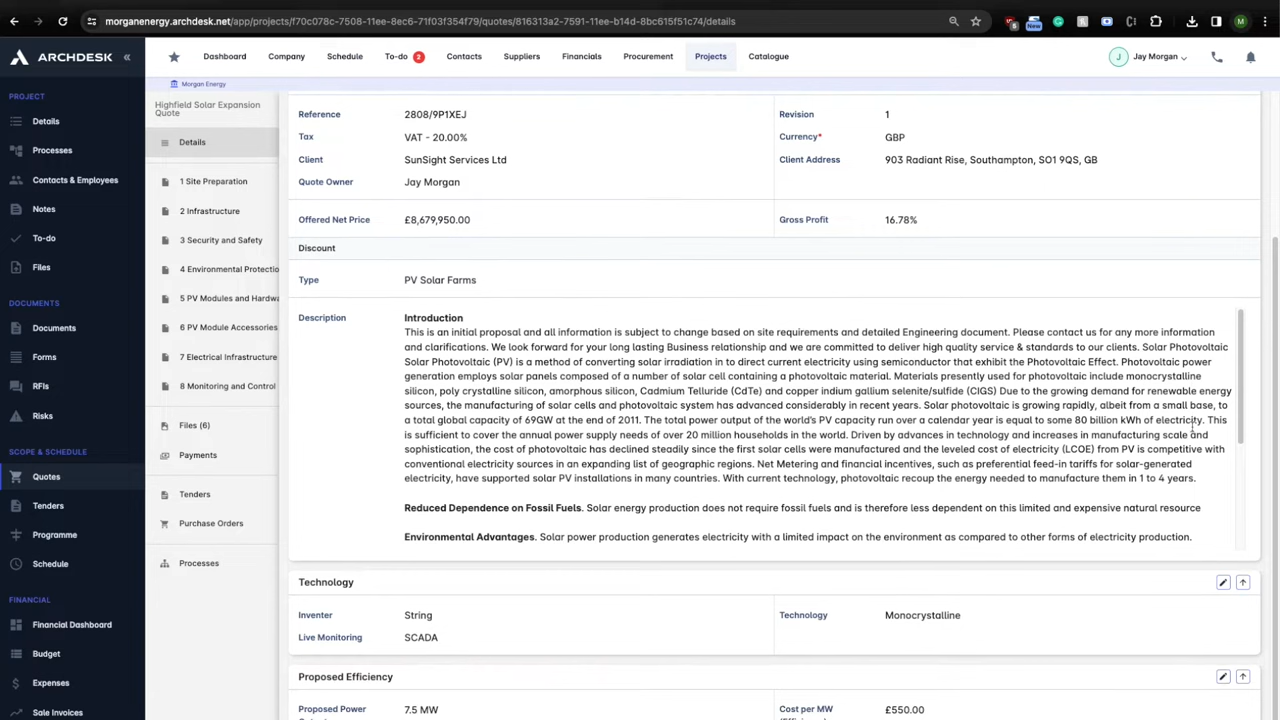 morganenergy.archdesk.net/app/projects/f70c078c-7508-11ee-8ec6-71f03f354f79/quotes/816313a2-7591-11ee-b14d-8bc615f51c74/details
New
M
ARCHDESK «
Dashboard
Company
Schedule
To-do 2
Contacts
Suppliers
Financials
Procurement
Projects
Catalogue
J Jay Morgan
Morgan Energy
PROJECT
Details
Processes
Contacts & Employees
Notes
To-do
Files
DOCUMENTS
Documents
Forms
RFIs
Risks
SCOPE & SCHEDULE
Quotes
Tenders
Programme
Schedule
FINANCIAL
Financial Dashboard
Budget
Expenses
Sale Invoices
Highfield Solar Expansion
Quote
Details
1 Site Preparation
2 Infrastructure
3 Security and Safety
4 Environmental Protectio
5 PV Modules and Hardwa
6 PV Module Accessories
7 Electrical Infrastructure
8 Monitoring and Control
Files (6)
Payments
Tenders
Purchase Orders
Processes
Reference 2808/9P1XEJ
Revision 1
Tax VAT - 20.00%
Currency* GBP
Client SunSight Services Ltd
Client Address 903 Radiant Rise, Southampton, SO1 9QS, GB
Quote Owner Jay Morgan
Offered Net Price £8,679,950.00
Gross Profit 16.78%
Discount
Type PV Solar Farms
Description
Introduction
This is an initial proposal and all information is subject to change based on site requirements and detailed Engineering document. Please contact us for any more information
and clarifications. We look forward for your long lasting Business relationship and we are committed to deliver high quality service & standards to our clients. Solar Photovoltaic
Solar Photovoltaic (PV) is a method of converting solar irradiation in to direct current electricity using semiconductor that exhibit the Photovoltaic Effect. Photovoltaic power
generation employs solar panels composed of a number of solar cell containing a photovoltaic material. Materials presently used for photovoltaic include monocrystalline
silicon, poly crystalline silicon, amorphous silicon, Cadmium Telluride (CdTe) and copper indium gallium selenite/sulfide (CIGS) Due to the growing demand for renewable energy
sources, the manufacturing of solar cells and photovoltaic system has advanced considerably in recent years. Solar photovoltaic is growing rapidly, albeit from a small base, to
a total global capacity of 69GW at the end of 2011. The total power output of the world's PV capacity run over a calendar year is equal to some 80 billion kWh of electricity. This
is sufficient to cover the annual power supply needs of over 20 million households in the world. Driven by advances in technology and increases in manufacturing scale and
sophistication, the cost of photovoltaic has declined steadily since the first solar cells were manufactured and the leveled cost of electricity (LCOE) from PV is competitive with
conventional electricity sources in an expanding list of geographic regions. Net Metering and financial incentives, such as preferential feed-in tariffs for solar-generated
electricity, have supported solar PV installations in many countries. With current technology, photovoltaic recoup the energy needed to manufacture them in 1 to 4 years.
Reduced Dependence on Fossil Fuels. Solar energy production does not require fossil fuels and is therefore less dependent on this limited and expensive natural resource
Environmental Advantages. Solar power production generates electricity with a limited impact on the environment as compared to other forms of electricity production.
Technology
Inventer String
Technology Monocrystalline
Live Monitoring SCADA
Proposed Efficiency
Proposed Power 7.5 MW
Cost per MW £550.00